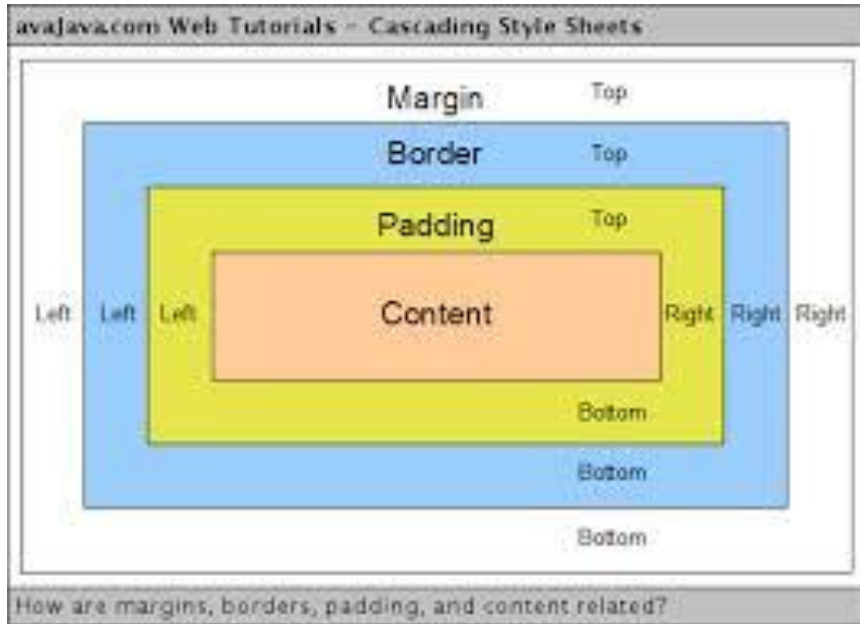 avaJava.com Web Tutorials - Cascading Style Sheets
Margin Top
Border Top
Padding Top
Left Left Left Content Right Right Right
Bottom
Bottom
Bottom
How are margins, borders, padding, and content related?